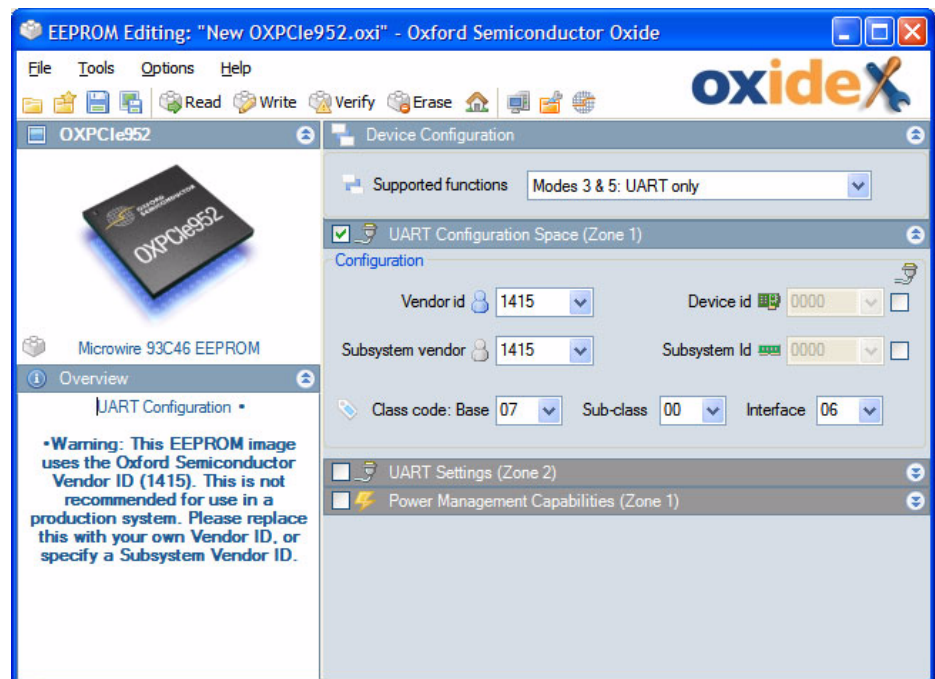 EEPROM Editing: "New OXPCIe952.oxi" - Oxford Semiconductor Oxide
File Tools Options Help
Read Write Verify Erase
oxide
OXPCIe952
OXFORD SEMICONDUCTOR
OXPCIe952
Microwire 93C46 EEPROM
Overview
UART Configuration •
•Warning: This EEPROM image
uses the Oxford Semiconductor
Vendor ID (1415). This is not
recommended for use in a
production system. Please replace
this with your own Vendor ID, or
specify a Subsystem Vendor ID.
Device Configuration
Supported functions Modes 3 & 5: UART only
UART Configuration Space (Zone 1)
Configuration
Vendor id 1415 Device id 0000
Subsystem vendor 1415 Subsystem Id 0000
Class code: Base 07 Sub-class 00 Interface 06
UART Settings (Zone 2)
Power Management Capabilities (Zone 1)